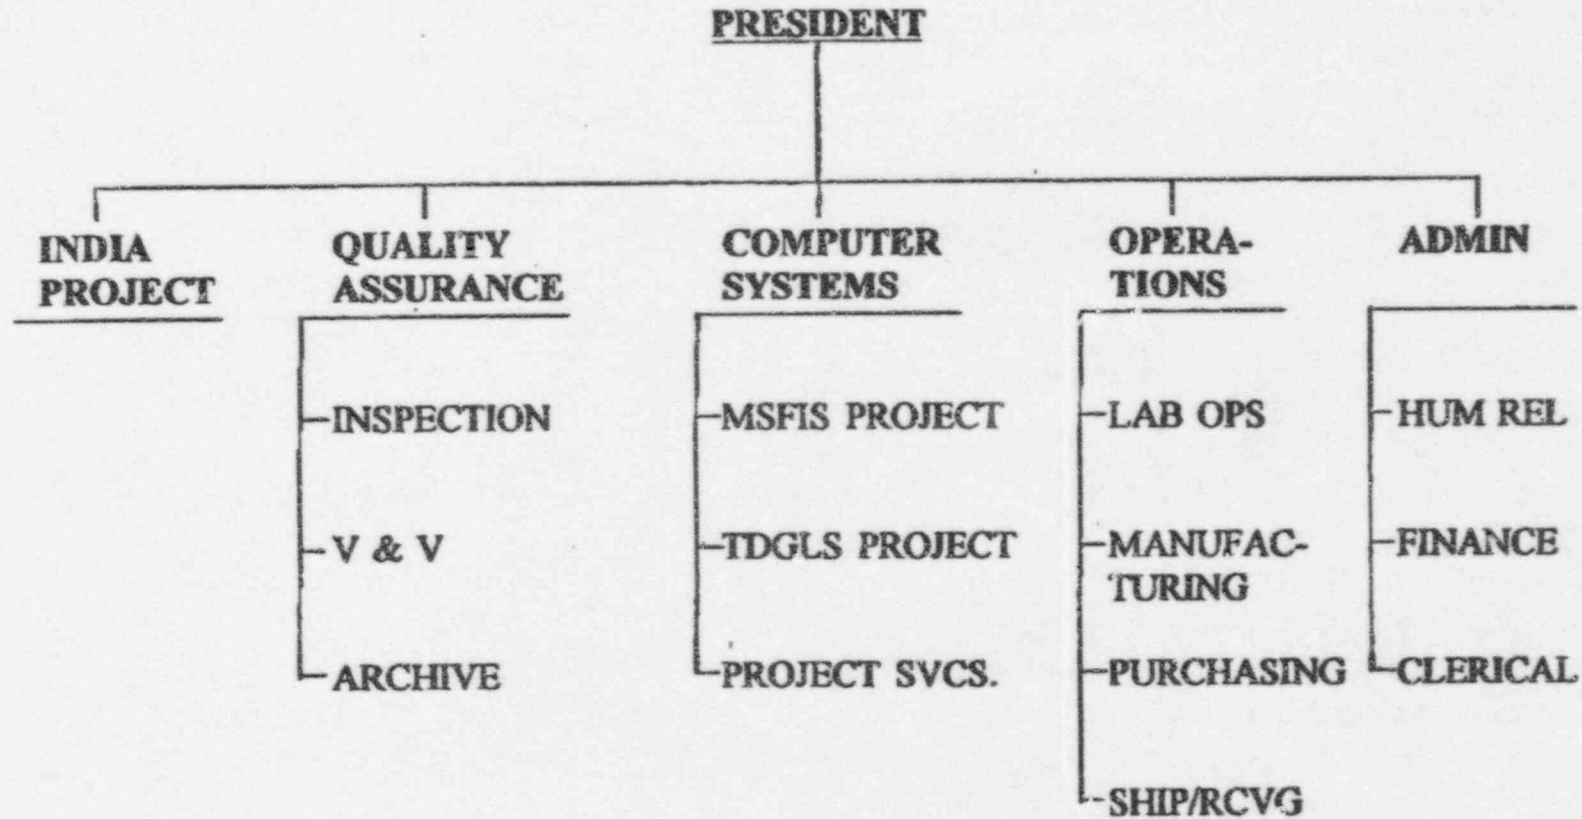 PRESIDENT
INDIA
PROJECT
QUALITY
ASSURANCE
INSPECTION
V & V
ARCHIVE
COMPUTER
SYSTEMS
MSFIS PROJECT
TDGLS PROJECT
PROJECT SVCS.
OPERA-
TIONS
LAB OPS
MANUFAC-
TURING
PURCHASING
SHIP/RCVG
ADMIN
HUM REL
FINANCE
CLERICAL